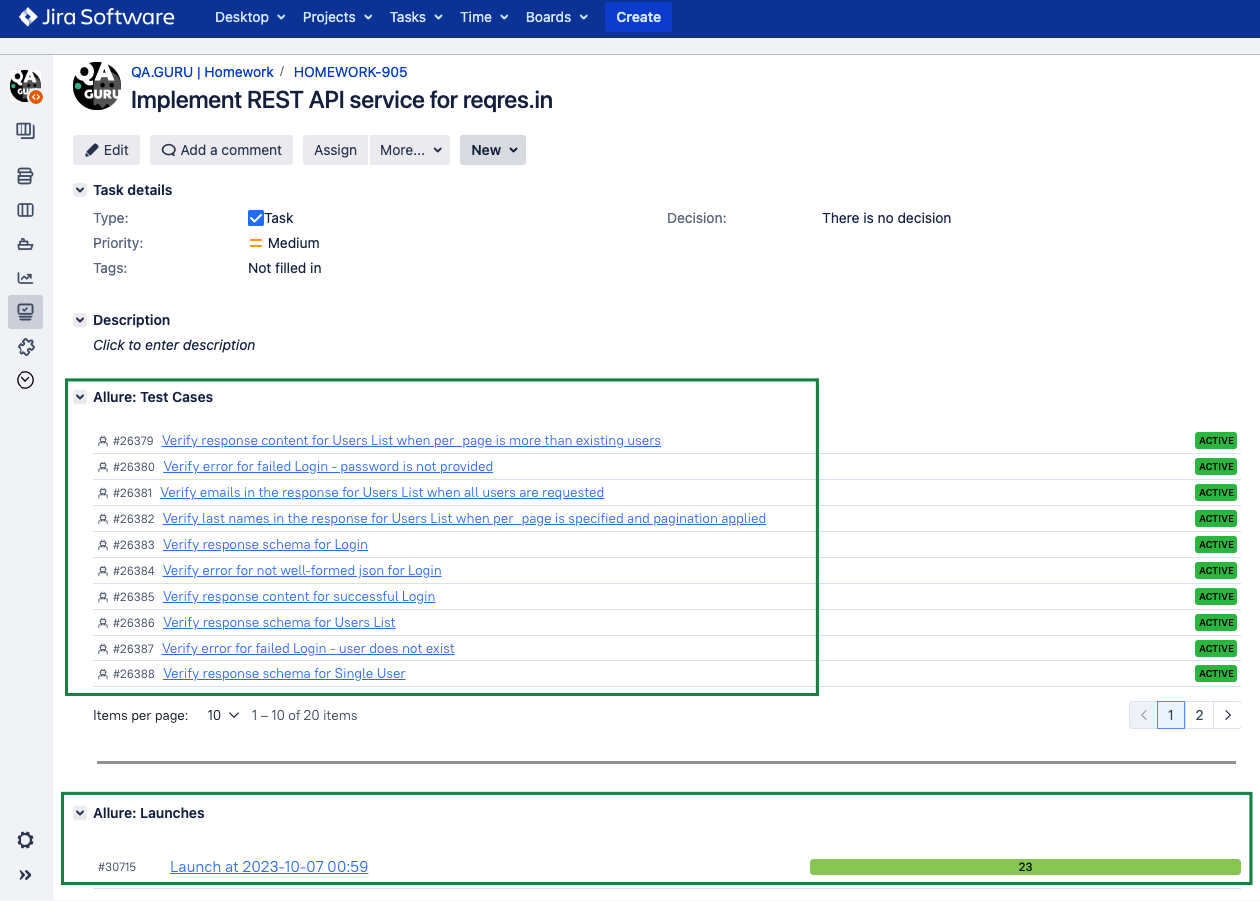 Jira Software Desktop Projects Tasks Time Boards Create
QA GURU
QA.GURU | Homework / HOMEWORK-905
Implement REST API service for reqres.in
Edit Add a comment Assign More... New
Task details
Type: Task Decision: There is no decision
Priority: Medium
Tags: Not filled in
Description
Click to enter description
Allure: Test Cases
#26379 Verify response content for Users List when per_page is more than existing users ACTIVE
#26380 Verify error for failed Login - password is not provided ACTIVE
#26381 Verify emails in the response for Users List when all users are requested ACTIVE
#26382 Verify last names in the response for Users List when per_page is specified and pagination applied ACTIVE
#26383 Verify response schema for Login ACTIVE
#26384 Verify error for not well-formed json for Login ACTIVE
#26385 Verify response content for successful Login ACTIVE
#26386 Verify response schema for Users List ACTIVE
#26387 Verify error for failed Login - user does not exist ACTIVE
#26388 Verify response schema for Single User ACTIVE
Items per page: 10 1 – 10 of 20 items 1 2
Allure: Launches
#30715 Launch at 2023-10-07 00:59 23